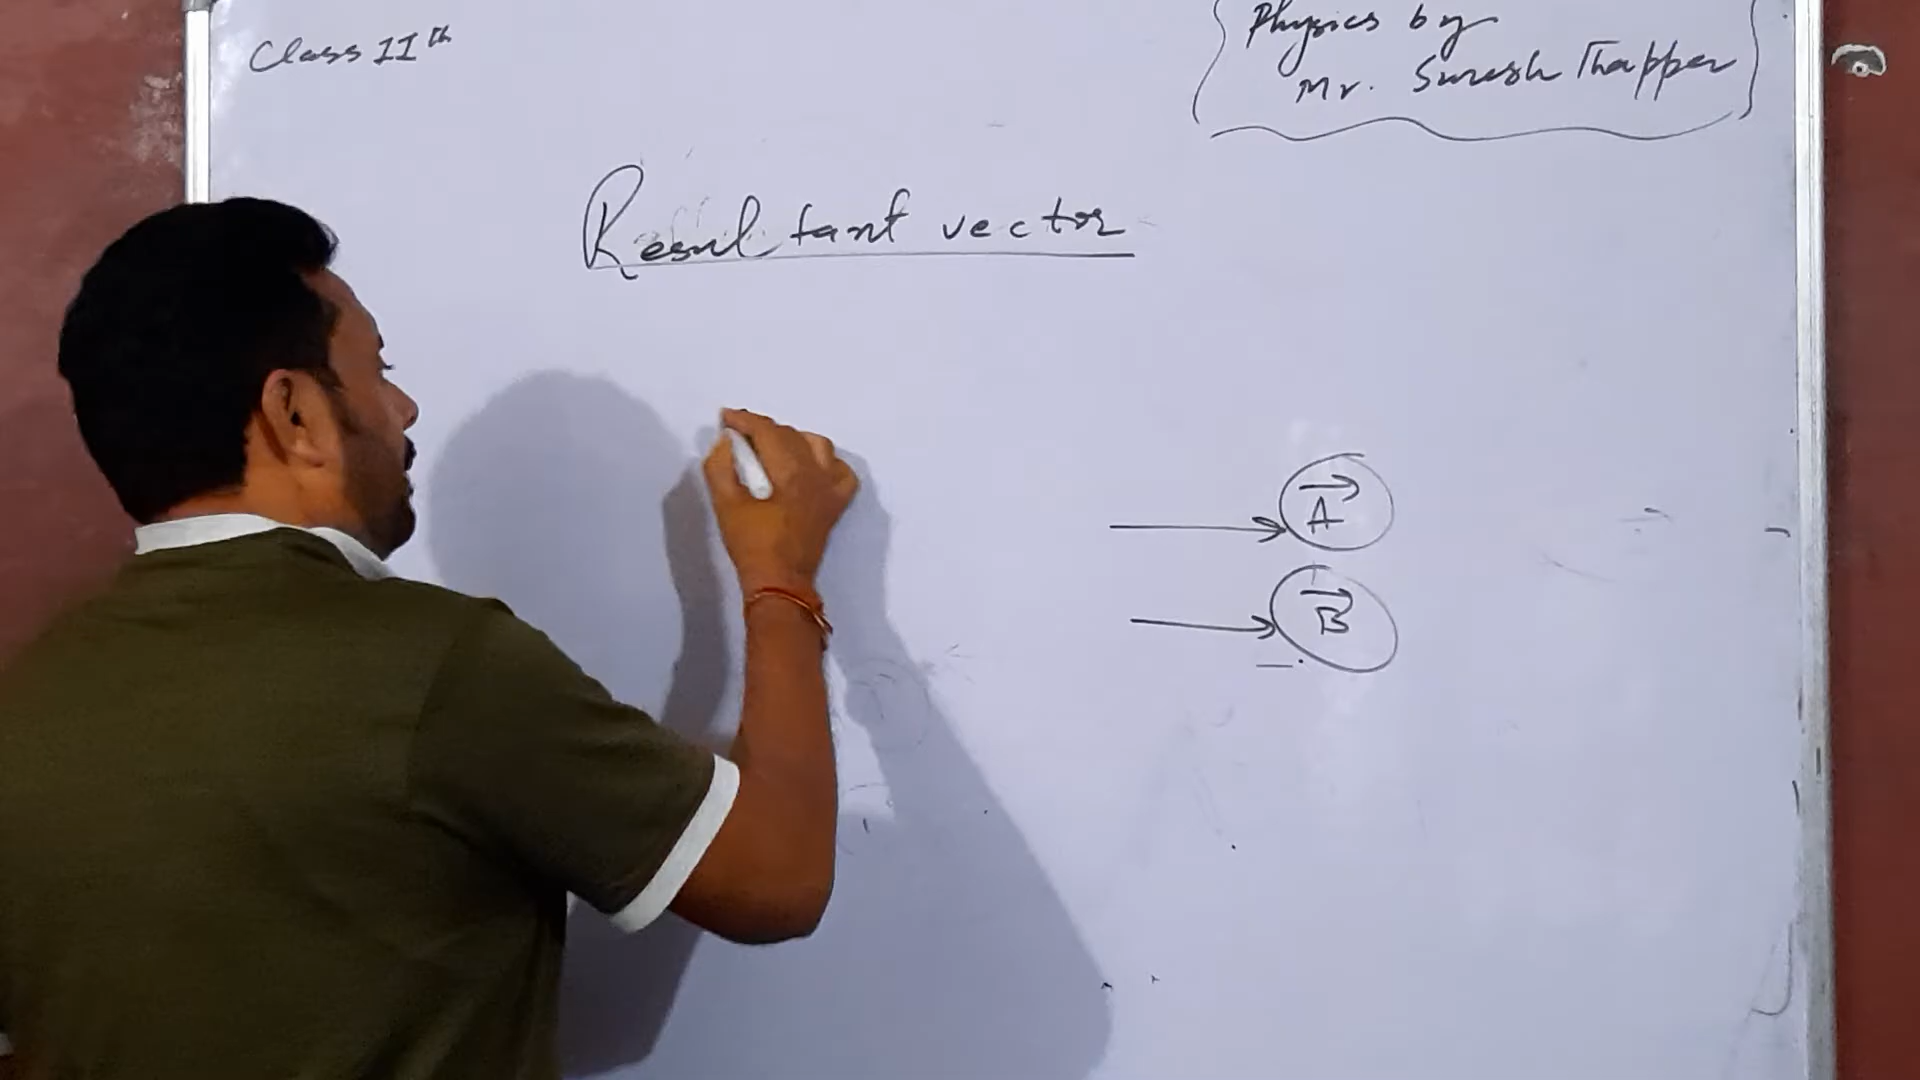 Class 11th
Physics by
Mr. Suresh Thapper
Resultant vector
A
B